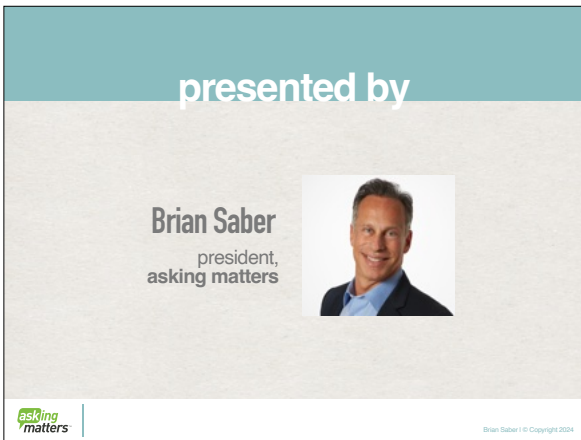 presented by
Brian Saber
president,
asking matters
asking
matters
Brian Saber | © Copyright 2024